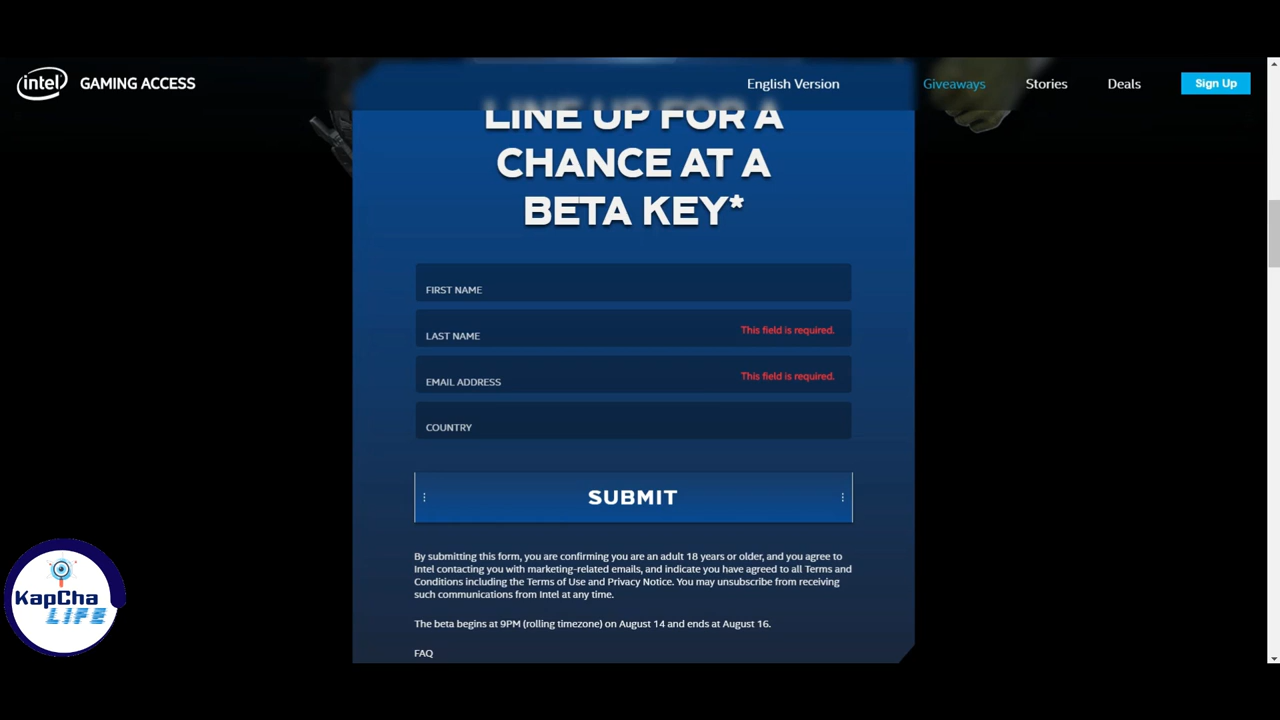 intel GAMING ACCESS
English Version
Giveaways
Stories
Deals
Sign Up
LINE UP FOR A
CHANCE AT A
BETA KEY*
FIRST NAME
LAST NAME
This field is required.
EMAIL ADDRESS
This field is required.
COUNTRY
SUBMIT
By submitting this form, you are confirming you are an adult 18 years or older, and you agree to
Intel contacting you with marketing-related emails, and indicate you have agreed to all Terms and
Conditions including the Terms of Use and Privacy Notice. You may unsubscribe from receiving
such communications from Intel at any time.
The beta begins at 9PM (rolling timezone) on August 14 and ends at August 16.
FAQ
KapCha
LIFE